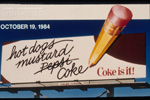 OCTOBER 19, 1984
hot dogs
mustard
Pepsi
Coke
Coke is it!